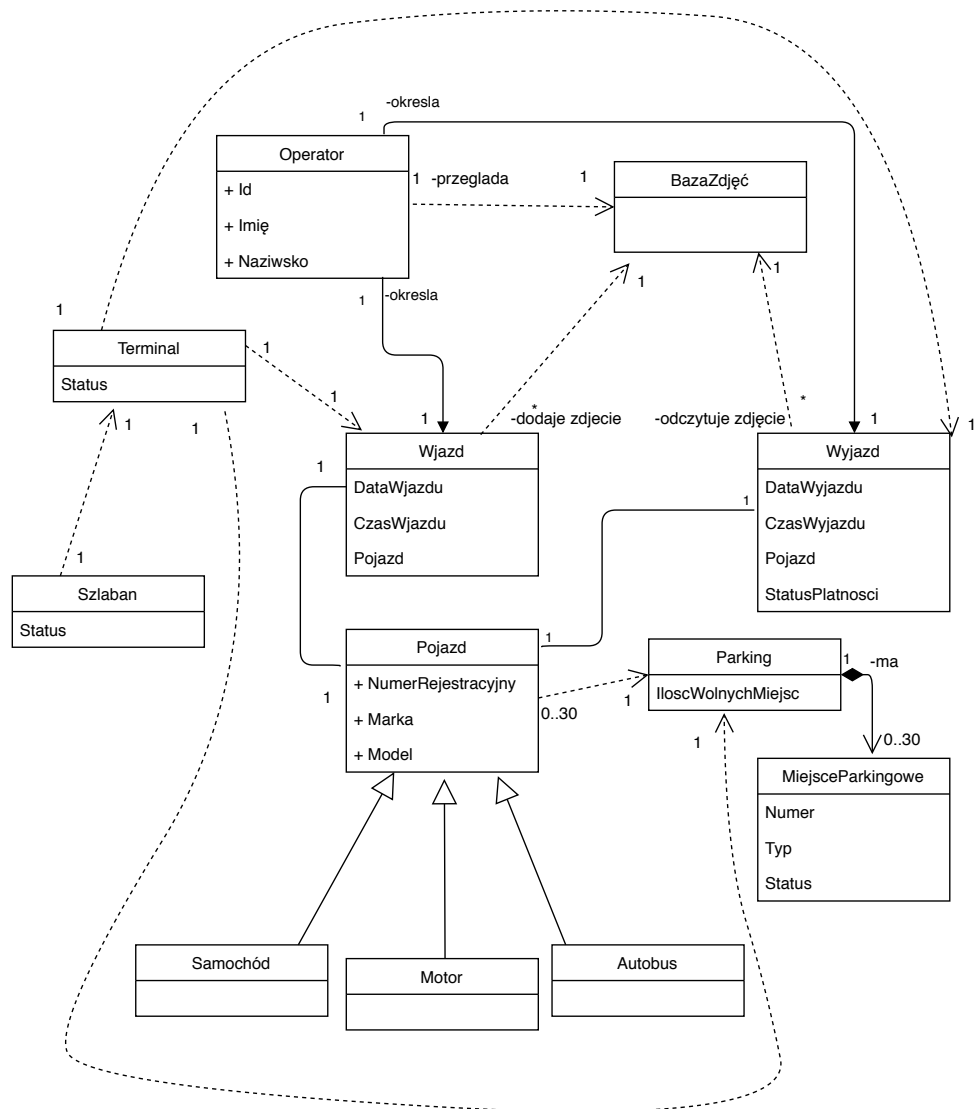 -okresla
1
1
Operator
+ Id
+ Imię
+ Naziwsko
1 -przeglada
1
BazaZdjęć
1
-okresla
1
1
1
Terminal
Status
1
1
1
1
1
*
-dodaje zdjecie
-odczytuje zdjęcie
*
1
1
Wjazd
DataWjazdu
CzasWjazdu
Pojazd
1
Wyjazd
DataWyjazdu
CzasWyjazdu
Pojazd
StatusPlatnosci
1
1
Szlaban
Status
Pojazd
+ NumerRejestracyjny
+ Marka
+ Model
1
1
0..30
1
Parking
IloscWolnychMiejsc
1 -ma
1
0..30
MiejsceParkingowe
Numer
Typ
Status
Samochód
Motor
Autobus